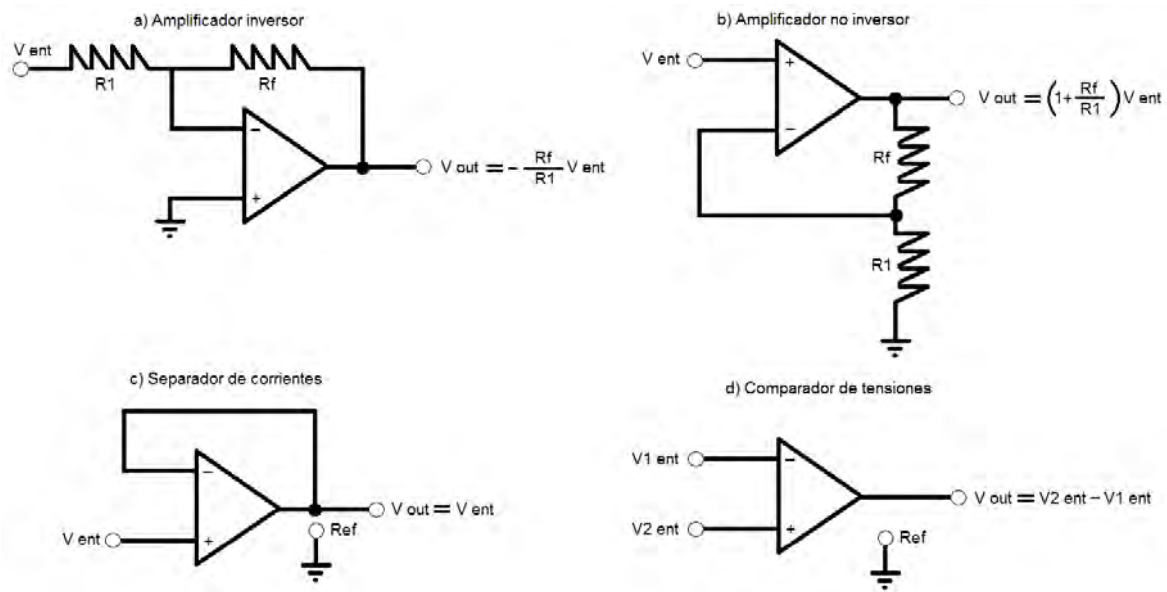 a) Amplificador inversor
V ent
R1
Rf
−
+
V out = - Rf/R1 V ent
b) Amplificador no inversor
V ent
+
−
V out = (1+Rf/R1) V ent
Rf
R1
c) Separador de corrientes
−
+
V ent
V out = V ent
Ref
d) Comparador de tensiones
V1 ent
−
V2 ent
+
V out = V2 ent − V1 ent
Ref